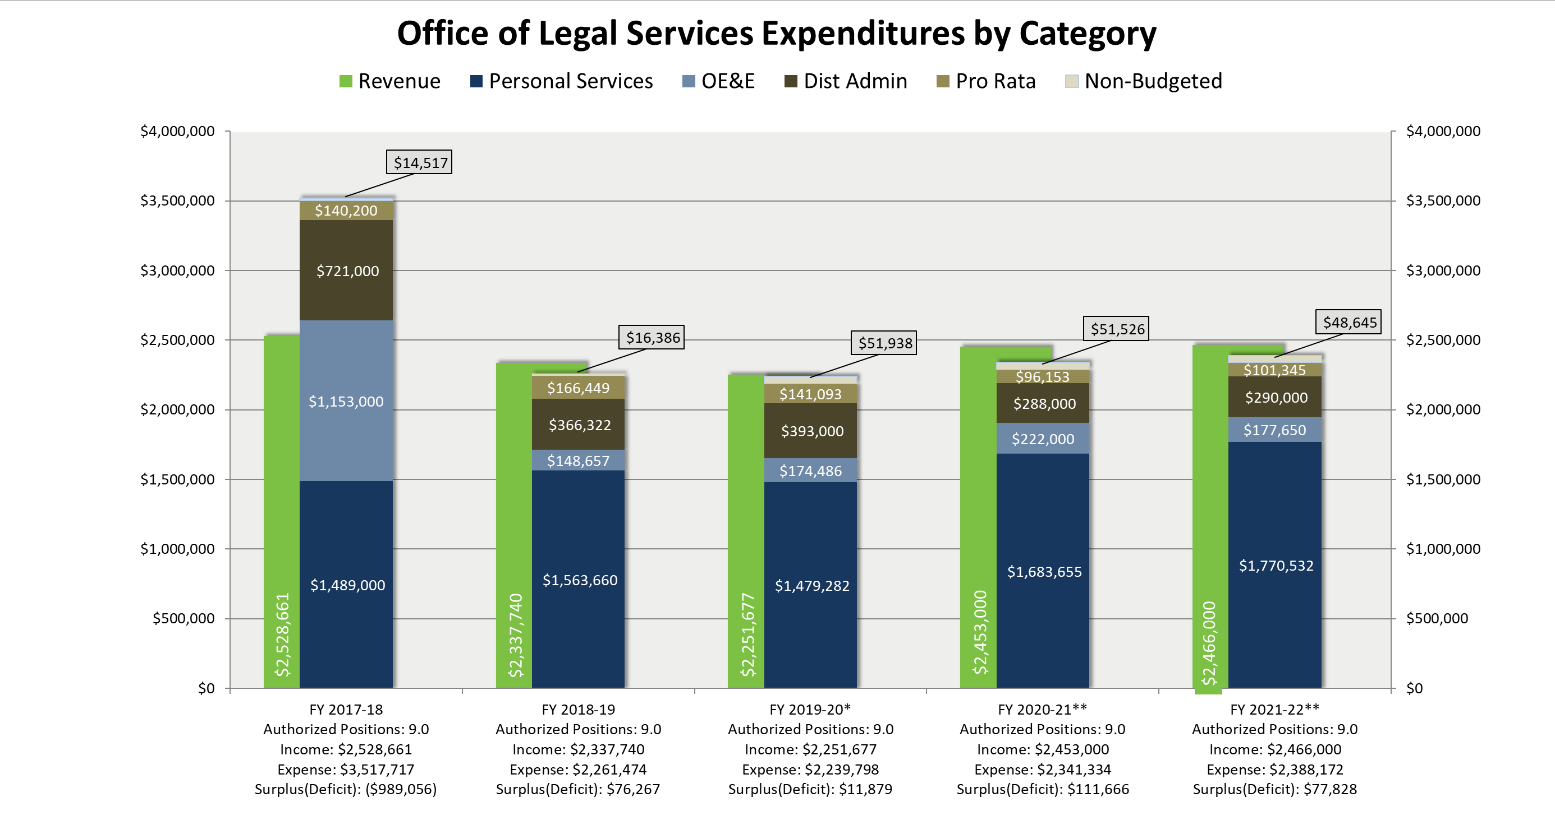 Office of Legal Services Expenditures by Category
Revenue Personal Services OE&E Dist Admin Pro Rata Non-Budgeted
$4,000,000 $4,000,000
$14,517
$3,500,000 $3,500,000
$140,200
$3,000,000 $721,000 $3,000,000
$48,645
$51,526
$2,500,000 $16,386 $51,938 $2,500,000
$101,345
$96,153
$166,449 $141,093
$290,000
$1,153,000 $288,000
$2,000,000 $2,000,000
$366,322 $393,000 $177,650
$222,000
$148,657 $174,486
$1,500,000 $1,500,000
$1,770,532
$1,683,655
$1,489,000 $1,563,660 $1,479,282
$1,000,000 $1,000,000
$500,000 $500,000
$2,528,661 $2,337,740 $2,251,677 $2,453,000 $2,466,000
$0 $0
FY 2017-18 FY 2018-19 FY 2019-20* FY 2020-21** FY 2021-22**
Authorized Positions: 9.0 Authorized Positions: 9.0 Authorized Positions: 9.0 Authorized Positions: 9.0 Authorized Positions: 9.0
Income: $2,528,661 Income: $2,337,740 Income: $2,251,677 Income: $2,453,000 Income: $2,466,000
Expense: $3,517,717 Expense: $2,261,474 Expense: $2,239,798 Expense: $2,341,334 Expense: $2,388,172
Surplus(Deficit): ($989,056) Surplus(Deficit): $76,267 Surplus(Deficit): $11,879 Surplus(Deficit): $111,666 Surplus(Deficit): $77,828